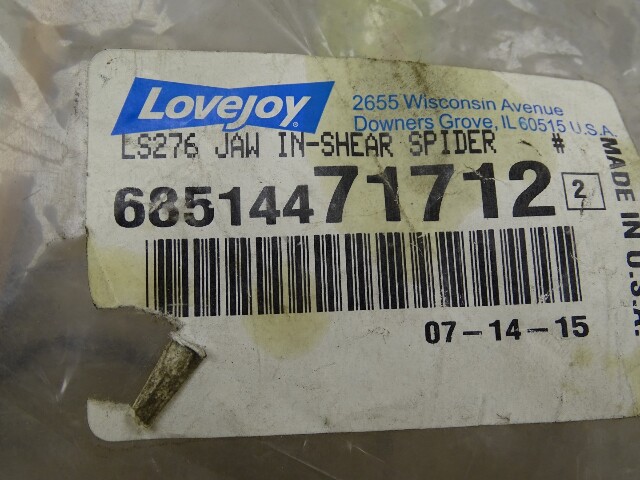 Lovejoy
2655 Wisconsin Avenue
Downers Grove, IL 60515 U.S.A.
LS276 JAW IN-SHEAR SPIDER #
68514471712 2
07-14-15
MADE IN U.S.A.